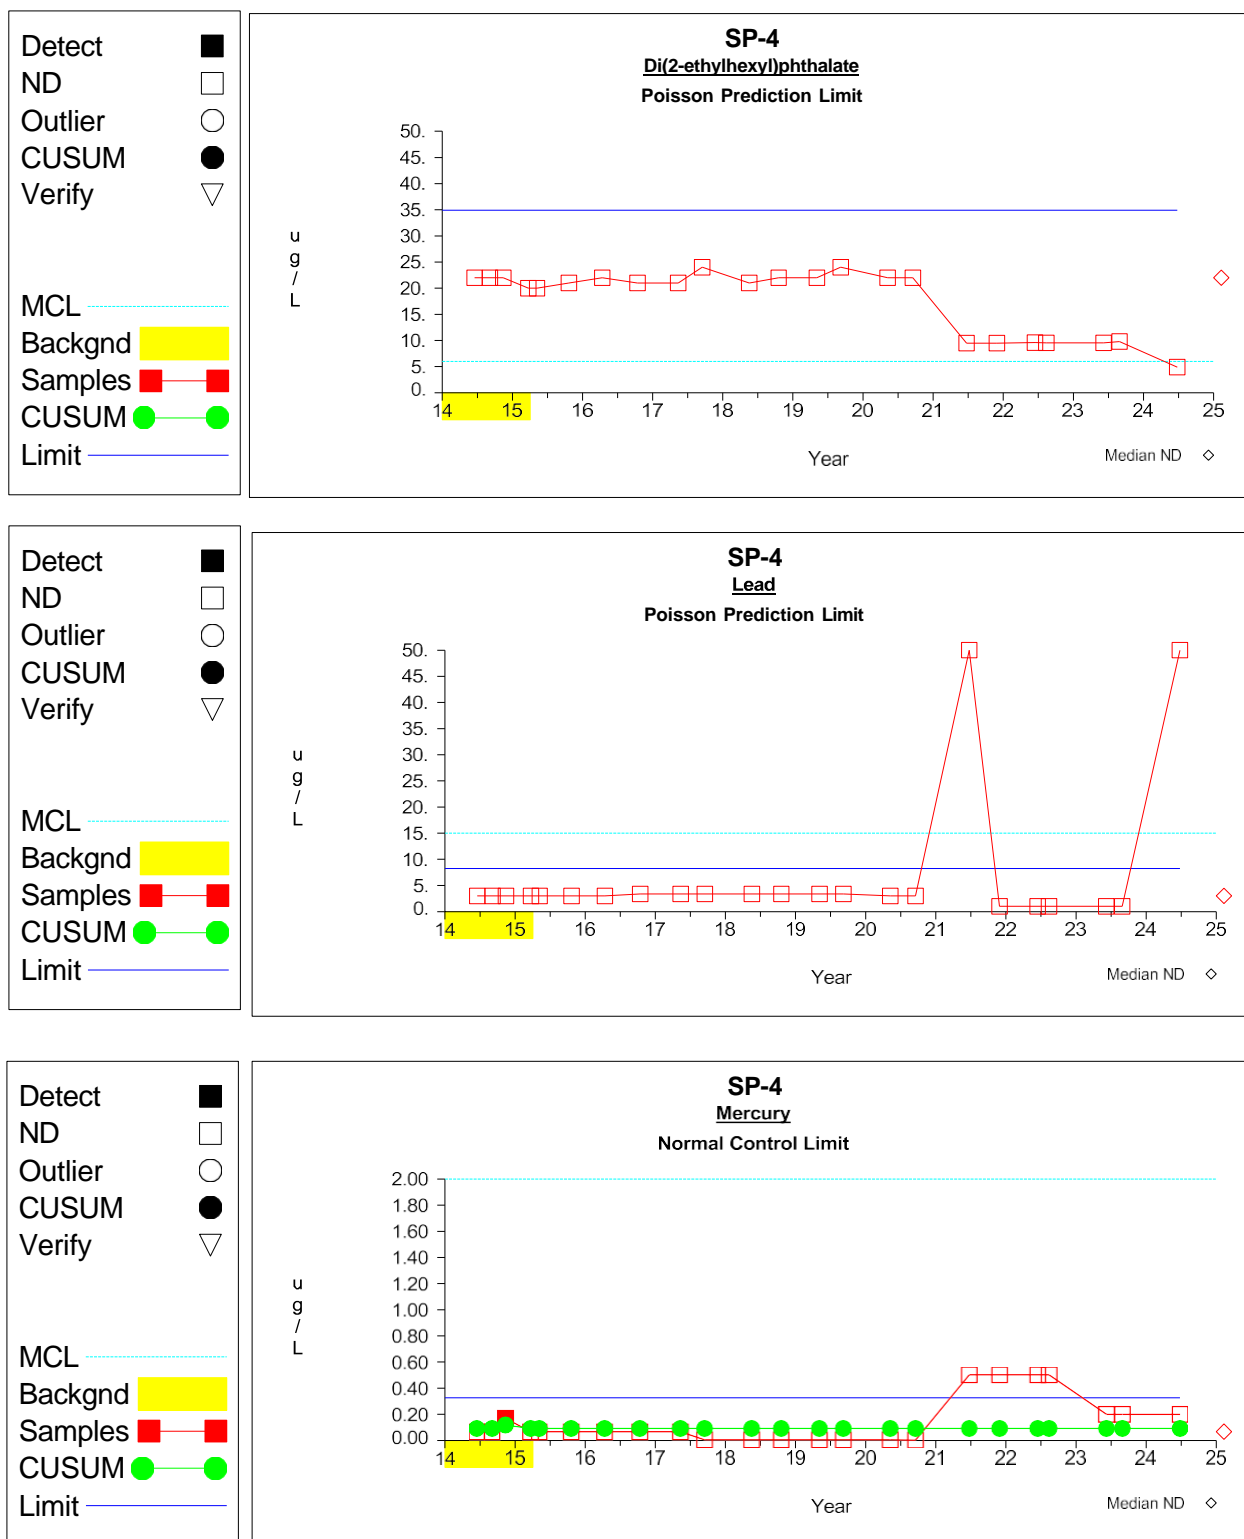 Detect
ND
Outlier
CUSUM
Verify
MCL
Backgnd
Samples
CUSUM
Limit
SP-4
Di(2-ethylhexyl)phthalate
Poisson Prediction Limit
50.
45.
40.
35.
30.
25.
20.
15.
10.
5.
0.
u
g
/
L
14 15 16 17 18 19 20 21 22 23 24 25
Year
Median ND
Detect
ND
Outlier
CUSUM
Verify
MCL
Backgnd
Samples
CUSUM
Limit
SP-4
Lead
Poisson Prediction Limit
50.
45.
40.
35.
30.
25.
20.
15.
10.
5.
0.
u
g
/
L
14 15 16 17 18 19 20 21 22 23 24 25
Year
Median ND
Detect
ND
Outlier
CUSUM
Verify
MCL
Backgnd
Samples
CUSUM
Limit
SP-4
Mercury
Normal Control Limit
2.00
1.80
1.60
1.40
1.20
1.00
0.80
0.60
0.40
0.20
0.00
u
g
/
L
14 15 16 17 18 19 20 21 22 23 24 25
Year
Median ND